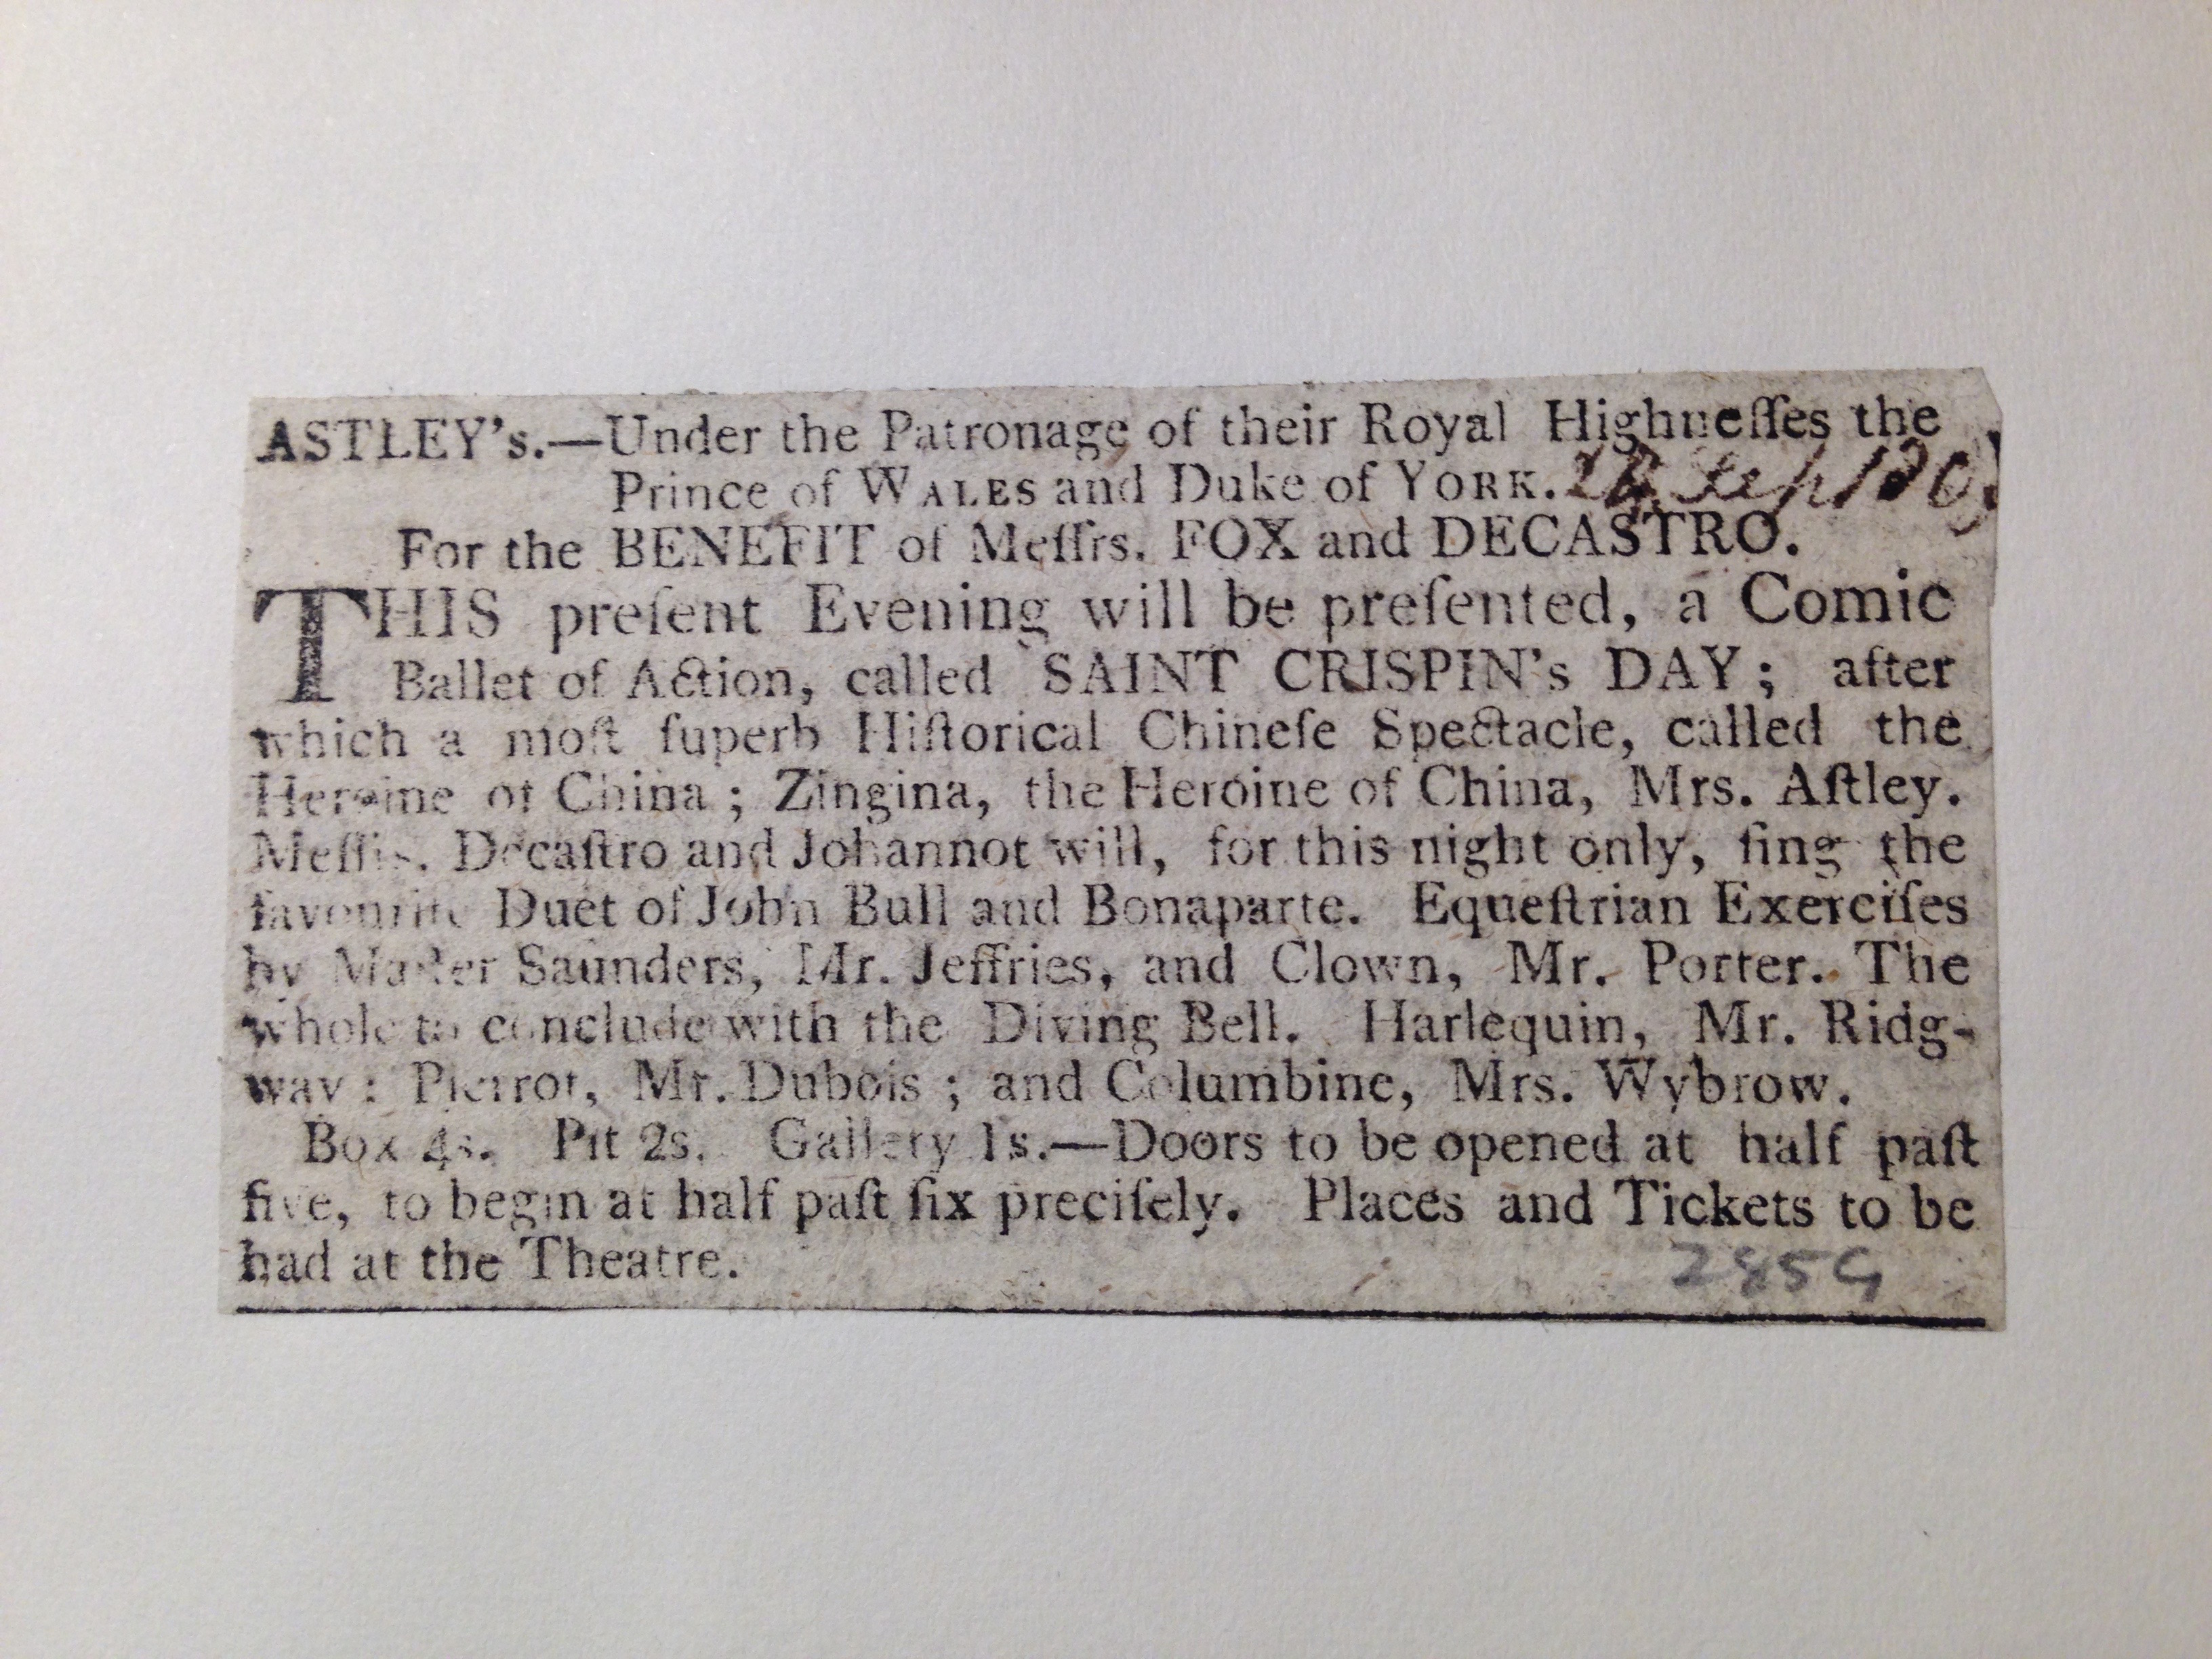 ASTLEY's.—Under the Patronage of their Royal Highneſſes the
Prince of WALES and Duke of YORK.
For the BENEFIT of Meſſrs. FOX and DECASTRO.
THIS preſent Evening will be preſented, a Comic
Ballet of Action, called SAINT CRISPIN's DAY; after
which a moſt ſuperb Hiſtorical Chineſe Spectacle, called the
Heroine of China; Zingina, the Heroine of China, Mrs. Aſtley.
Meſſrs. Decaſtro and Johannot will, for this night only, ſing the
favourite Duet of John Bull and Bonaparte. Equeſtrian Exerciſes
by Maſter Saunders, Mr. Jeffries, and Clown, Mr. Porter. The
whole to conclude with the Diving Bell. Harlequin, Mr. Ridg-
way: Pierrot, Mr. Dubois; and Columbine, Mrs. Wybrow.
Box 4s. Pit 2s. Gallery 1s.—Doors to be opened at half paſt
five, to begin at half paſt ſix preciſely. Places and Tickets to be
had at the Theatre.